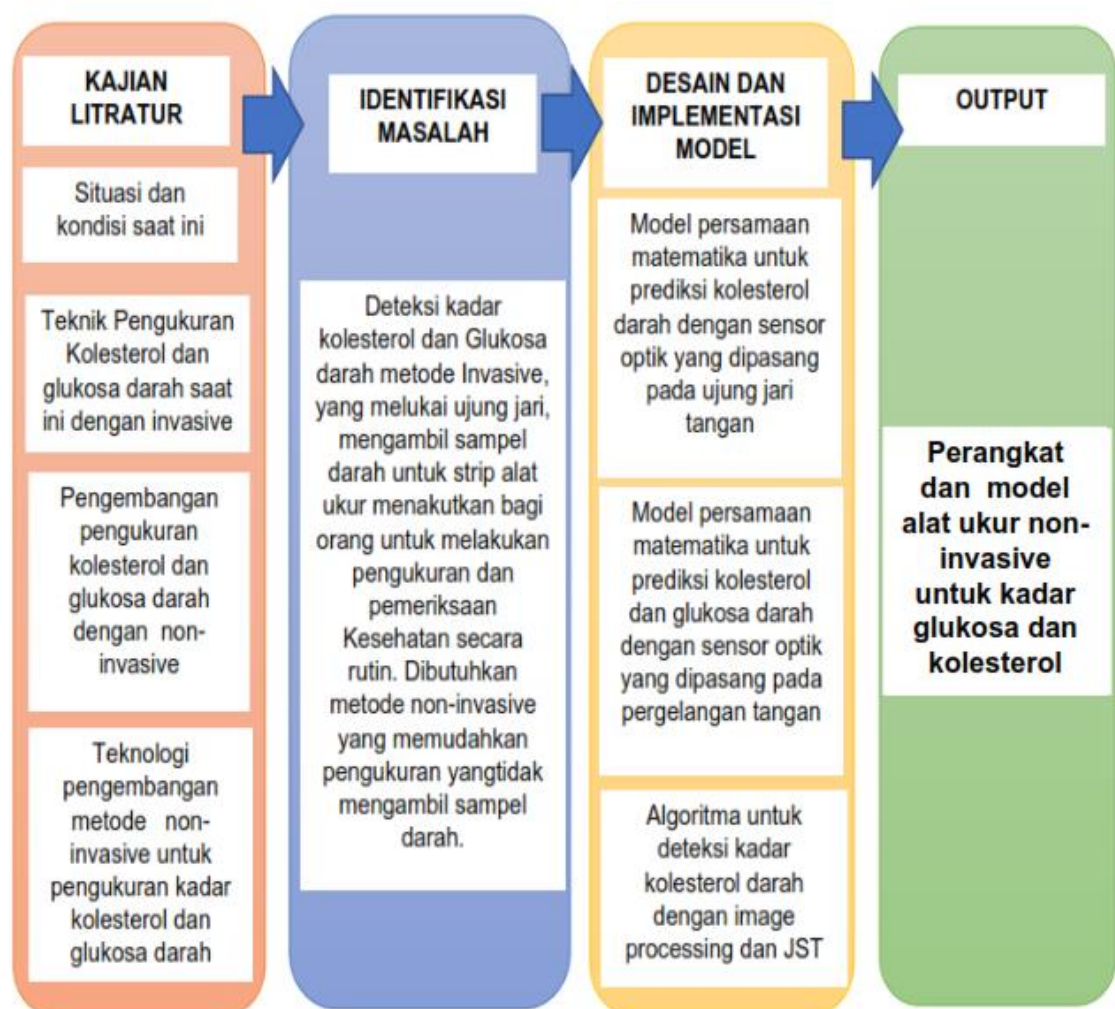 KAJIAN
LITRATUR
Situasi dan
kondisi saat ini
Teknik Pengukuran
Kolesterol dan
glukosa darah saat
ini dengan invasive
Pengembangan
pengukuran
kolesterol dan
glukosa darah
dengan non-
invasive
Teknologi
pengembangan
metode non-
invasive untuk
pengukuran kadar
kolesterol dan
glukosa darah
IDENTIFIKASI
MASALAH
Deteksi kadar
kolesterol dan Glukosa
darah metode Invasive,
yang melukai ujung jari,
mengambil sampel
darah untuk strip alat
ukur menakutkan bagi
orang untuk melakukan
pengukuran dan
pemeriksaan
Kesehatan secara
rutin. Dibutuhkan
metode non-invasive
yang memudahkan
pengukuran yangtidak
mengambil sampel
darah.
DESAIN DAN
IMPLEMENTASI
MODEL
Model persamaan
matematika untuk
prediksi kolesterol
darah dengan sensor
optik yang dipasang
pada ujung jari
tangan
Model persamaan
matematika untuk
prediksi kolesterol
dan glukosa darah
dengan sensor optik
yang dipasang pada
pergelangan tangan
Algoritma untuk
deteksi kadar
kolesterol darah
dengan image
processing dan JST
OUTPUT
Perangkat
dan model
alat ukur non-
invasive
untuk kadar
glukosa dan
kolesterol